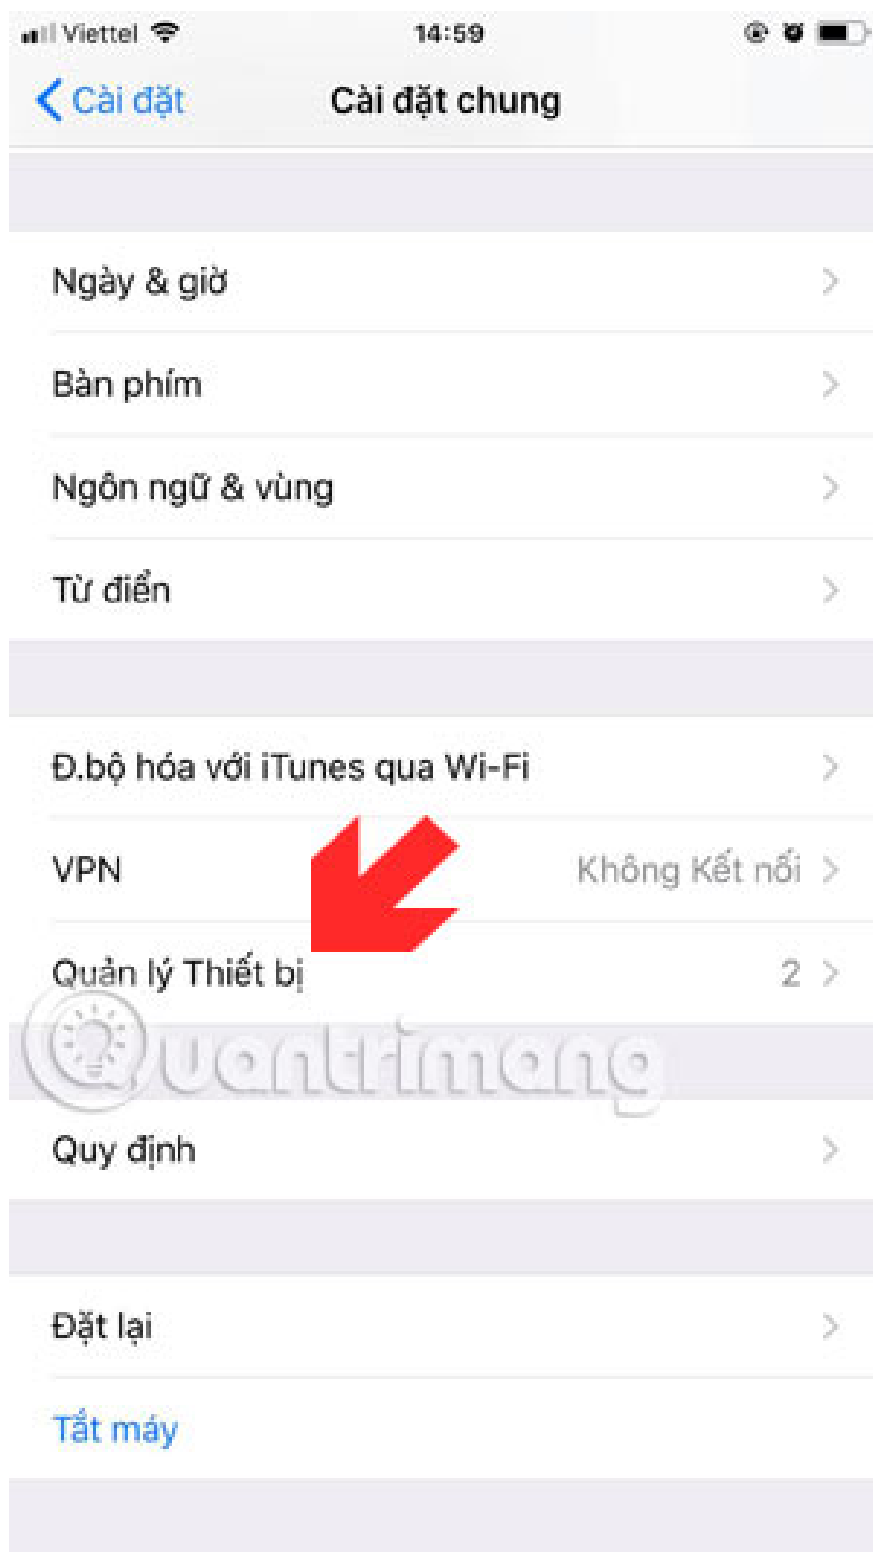 Viettel 14:59
Cài đặt Cài đặt chung
Ngày & giờ
Bàn phím
Ngôn ngữ & vùng
Từ điển
Đ.bộ hóa với iTunes qua Wi-Fi
VPN Không Kết nối
Quản lý Thiết bị 2
Quantrimang
Quy định
Đặt lại
Tắt máy